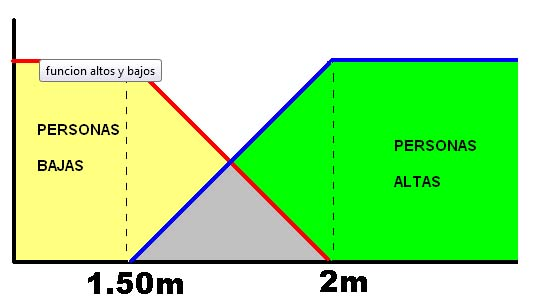 funcion altos y bajos
PERSONAS
BAJAS
PERSONAS
ALTAS
1.50m
2m